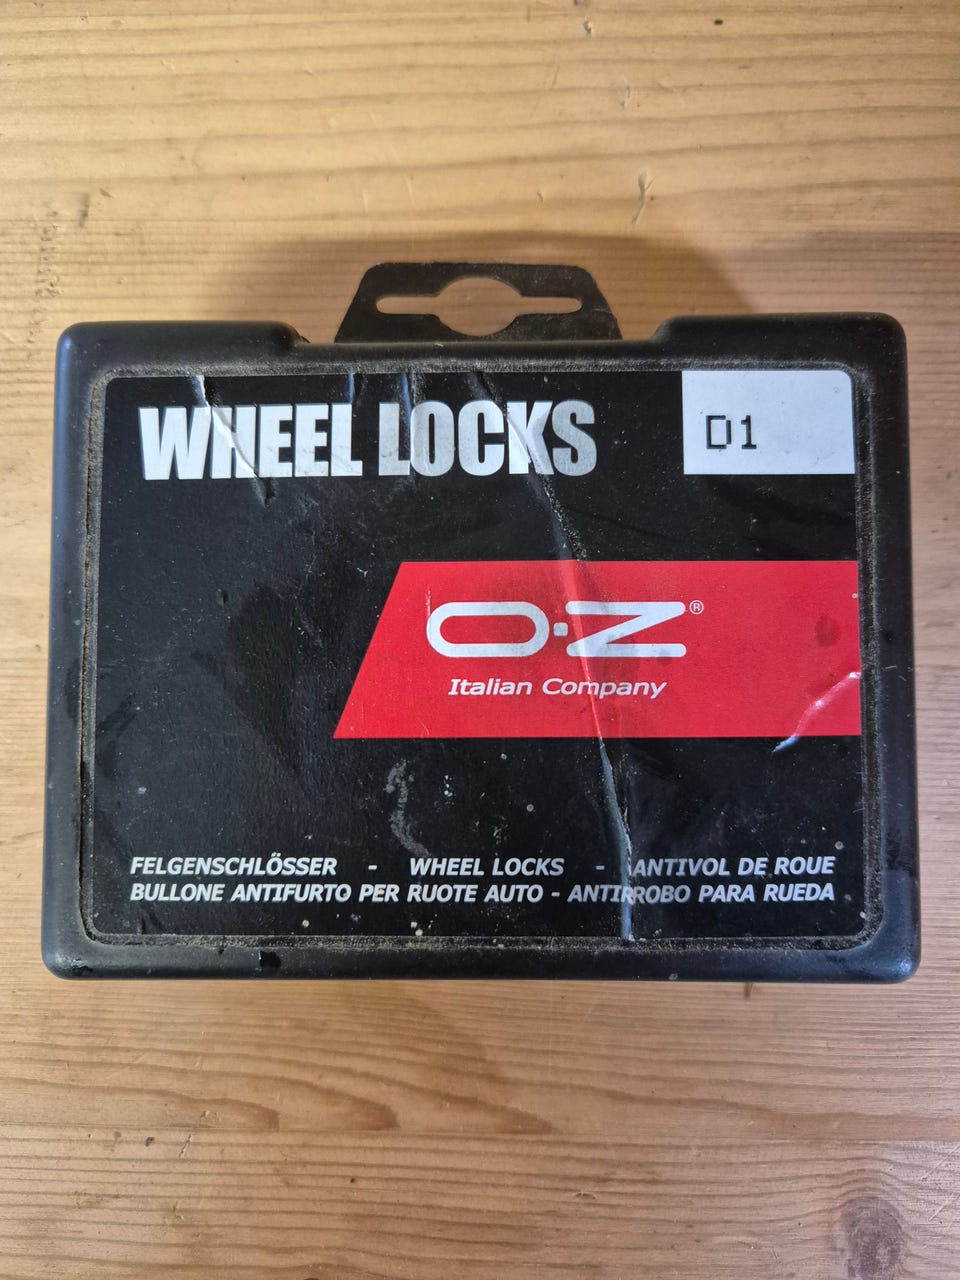 WHEEL LOCKS
D1
O·Z®
Italian Company
FELGENSCHLÖSSER - WHEEL LOCKS - ANTIVOL DE ROUE
BULLONE ANTIFURTO PER RUOTE AUTO - ANTIRROBO PARA RUEDA